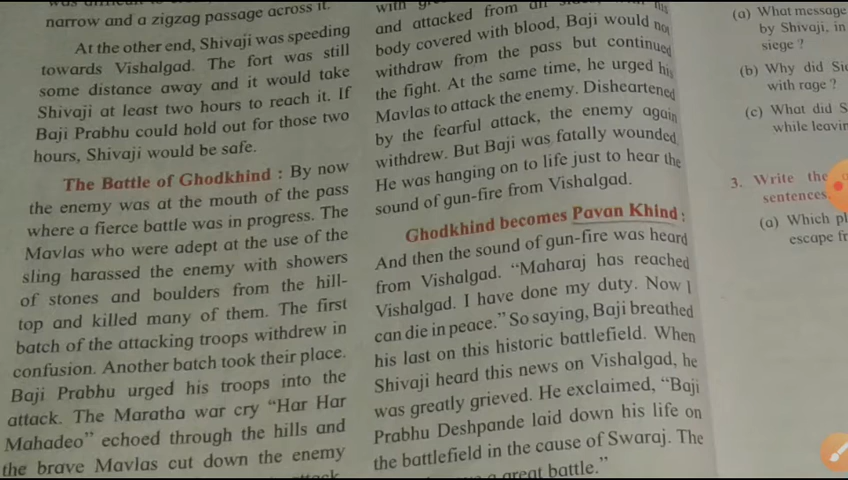 narrow and a zigzag passage across it.
At the other end, Shivaji was speeding
towards Vishalgad. The fort was still
some distance away and it would take
Shivaji at least two hours to reach it. If
Baji Prabhu could hold out for those two
hours, Shivaji would be safe.
The Battle of Ghodkhind : By now
the enemy was at the mouth of the pass
where a fierce battle was in progress. The
Mavlas who were adept at the use of the
sling harassed the enemy with showers
of stones and boulders from the hill-
top and killed many of them. The first
batch of the attacking troops withdrew in
confusion. Another batch took their place.
Baji Prabhu urged his troops into the
attack. The Maratha war cry “Har Har
Mahadeo” echoed through the hills and
the brave Mavlas cut down the enemy
and attacked from all
body covered with blood, Baji would not
withdraw from the pass but continued
the fight. At the same time, he urged his
Mavlas to attack the enemy. Disheartened
by the fearful attack, the enemy again
withdrew. But Baji was fatally wounded.
He was hanging on to life just to hear the
sound of gun-fire from Vishalgad.
Ghodkhind becomes Pavan Khind :
And then the sound of gun-fire was heard
from Vishalgad. “Maharaj has reached
Vishalgad. I have done my duty. Now I
can die in peace.” So saying, Baji breathed
his last on this historic battlefield. When
Shivaji heard this news on Vishalgad, he
was greatly grieved. He exclaimed, “Baji
Prabhu Deshpande laid down his life on
the battlefield in the cause of Swaraj. The
a great battle.”
(a) What message
by Shivaji, in
siege ?
(b) Why did
with rage ?
(c) What did S
while
3. Write the
sentences
(a) Which
escape